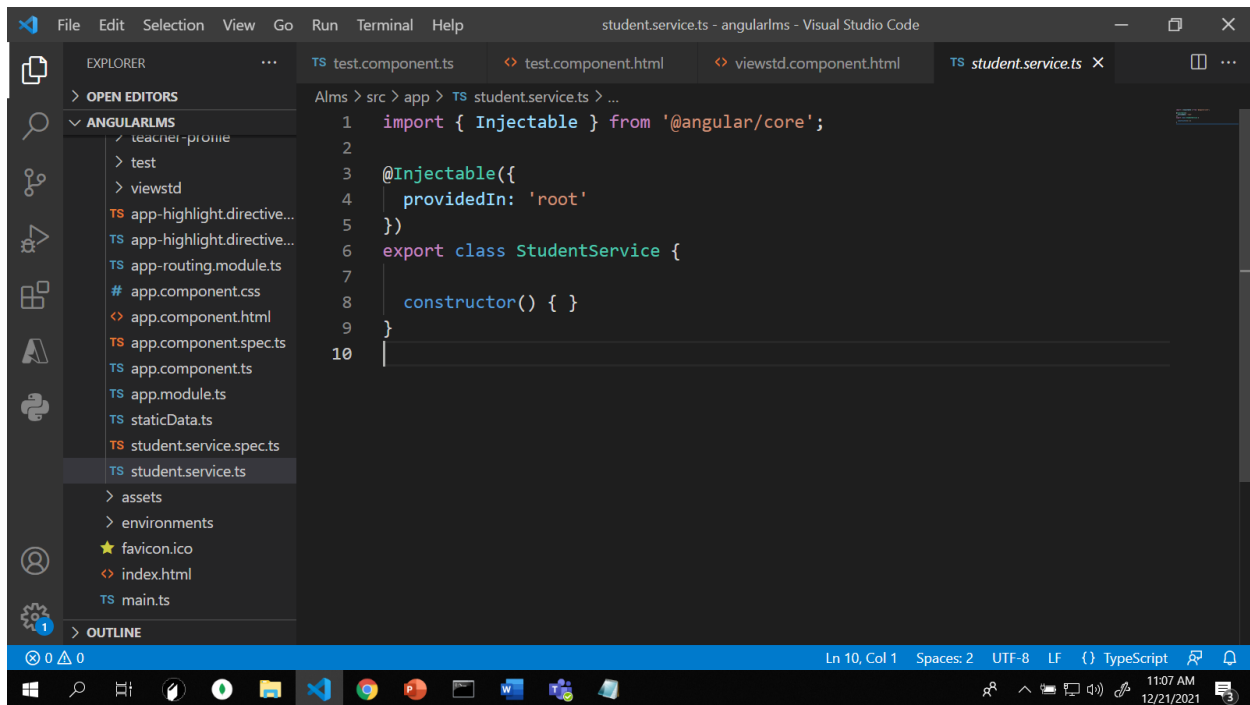 File Edit Selection View Go Run Terminal Help student.service.ts - angularlms - Visual Studio Code
EXPLORER ...
TS test.component.ts <> test.component.html <> viewstd.component.html TS student.service.ts
> OPEN EDITORS
ANGULARLMS
teacher-profile
> test
> viewstd
TS app-highlight.directive...
TS app-highlight.directive...
TS app-routing.module.ts
# app.component.css
<> app.component.html
TS app.component.spec.ts
TS app.component.ts
TS app.module.ts
TS staticData.ts
TS student.service.spec.ts
TS student.service.ts
> assets
> environments
favicon.ico
<> index.html
TS main.ts
> OUTLINE
Alms > src > app > TS student.service.ts > ...
1 import { Injectable } from '@angular/core';
2
3 @Injectable({
4 providedIn: 'root'
5 })
6 export class StudentService {
7
8 constructor() { }
9 }
10
1
0 0 Ln 10, Col 1 Spaces: 2 UTF-8 LF {} TypeScript
11:07 AM
12/21/2021
3